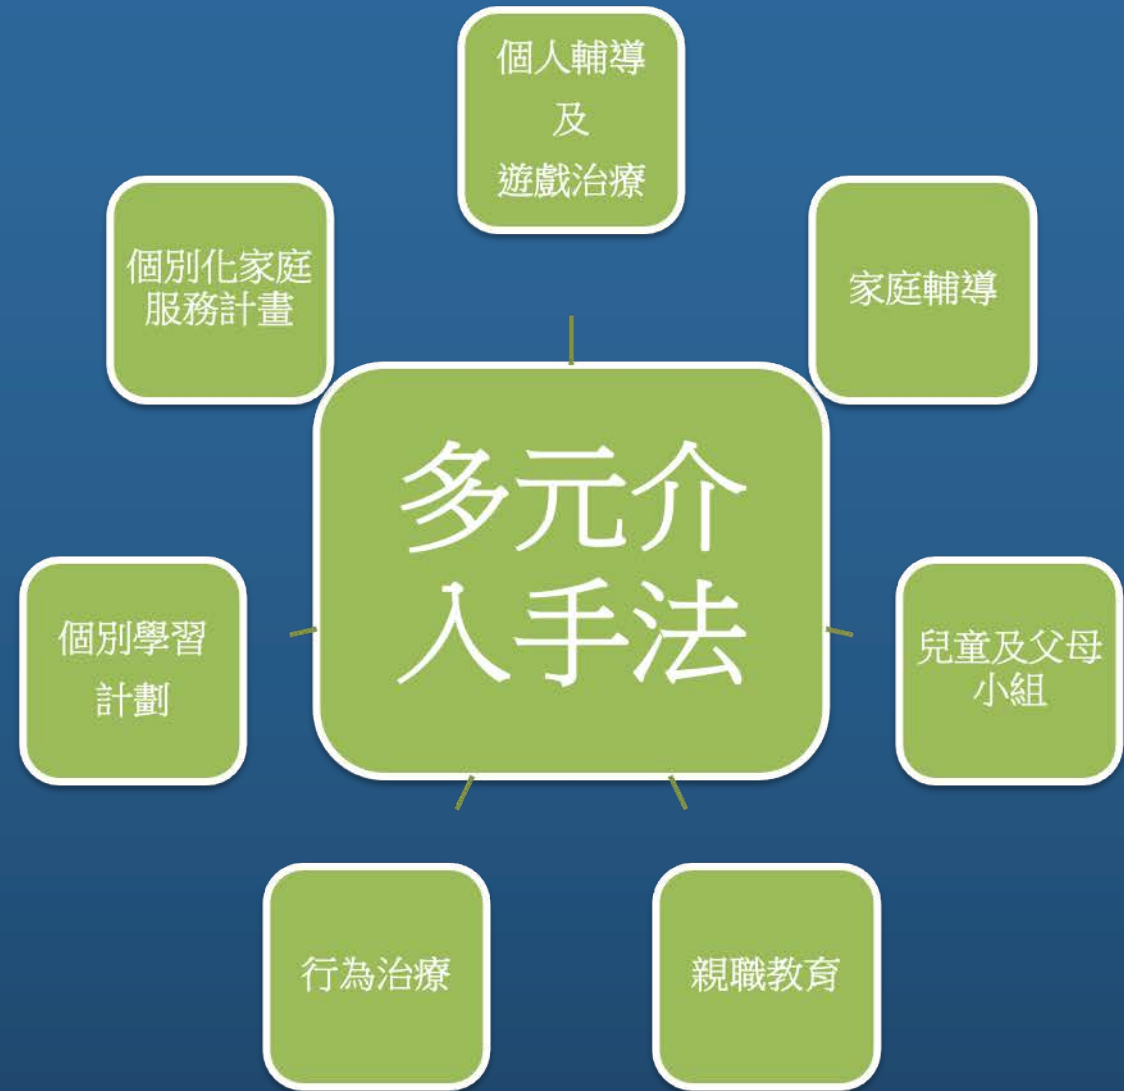 個人輔導
及
遊戲治療
個別化家庭
服務計畫
家庭輔導
多元介
入手法
個別學習
計劃
兒童及父母
小組
行為治療
親職教育